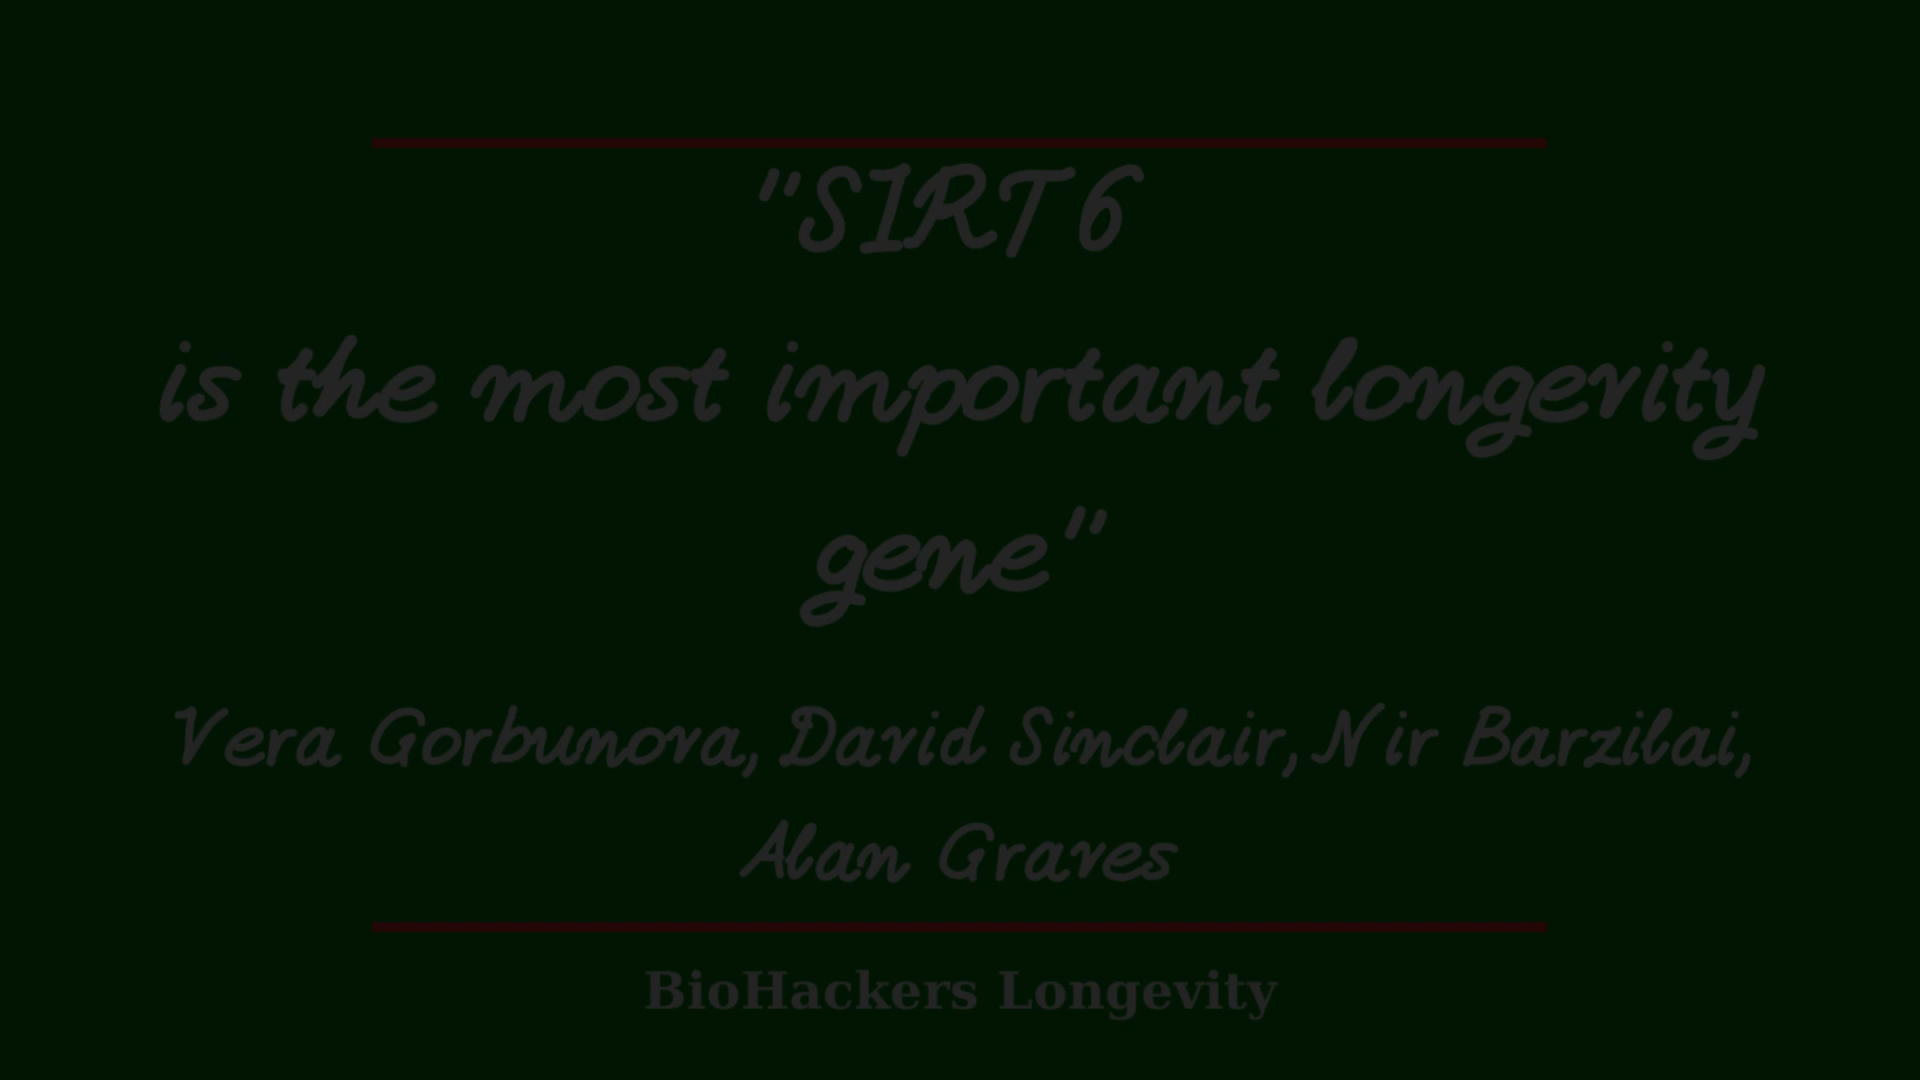 "SIRT6
is the most important longevity
gene"
Vera Gorbunova, David Sinclair, Nir Barzilai,
Alan Graves
BioHackers Longevity